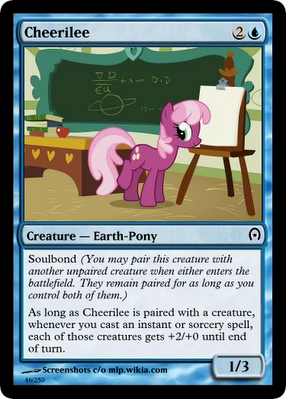 Cheerilee 2
Creature — Earth-Pony
Soulbond (You may pair this creature with
another unpaired creature when either enters the
battlefield. They remain paired for as long as you
control both of them.)
As long as Cheerilee is paired with a creature,
whenever you cast an instant or sorcery spell,
each of those creatures gets +2/+0 until end
of turn.
Screenshots c/o mlp.wikia.com
1/3
46/250